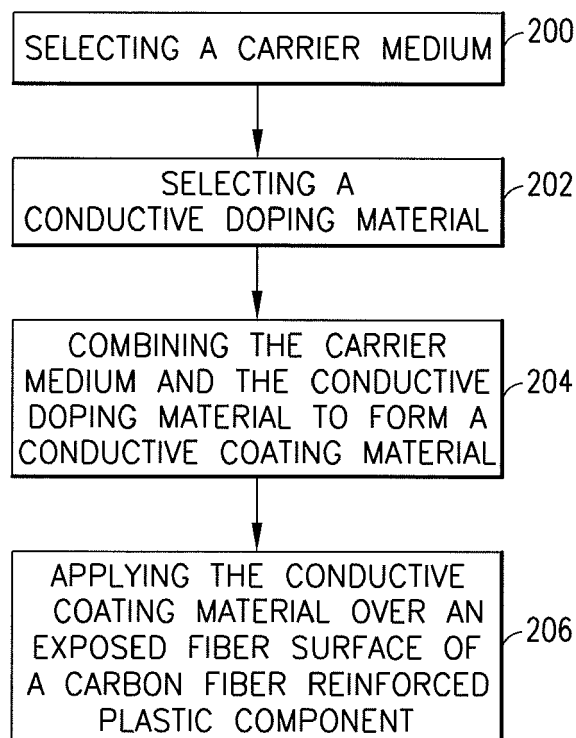 SELECTING A CARRIER MEDIUM
200
SELECTING A
CONDUCTIVE DOPING MATERIAL
202
COMBINING THE CARRIER
MEDIUM AND THE CONDUCTIVE
DOPING MATERIAL TO FORM A
CONDUCTIVE COATING MATERIAL
204
APPLYING THE CONDUCTIVE
COATING MATERIAL OVER AN
EXPOSED FIBER SURFACE OF
A CARBON FIBER REINFORCED
PLASTIC COMPONENT
206